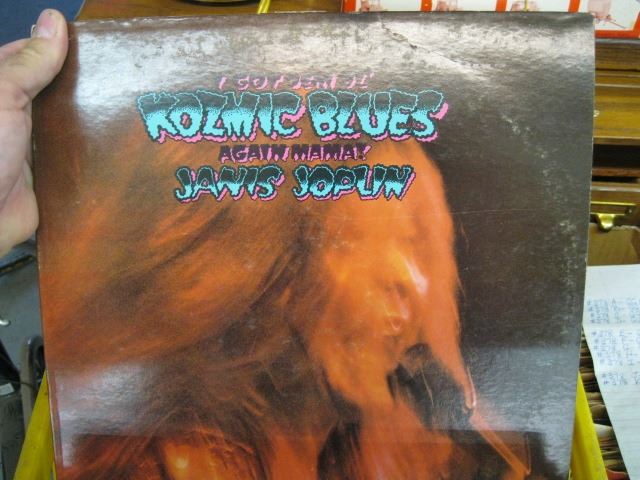 I GOT DEM OL'
KOZMIC BLUES
AGAIN MAMA!
JANIS JOPLIN